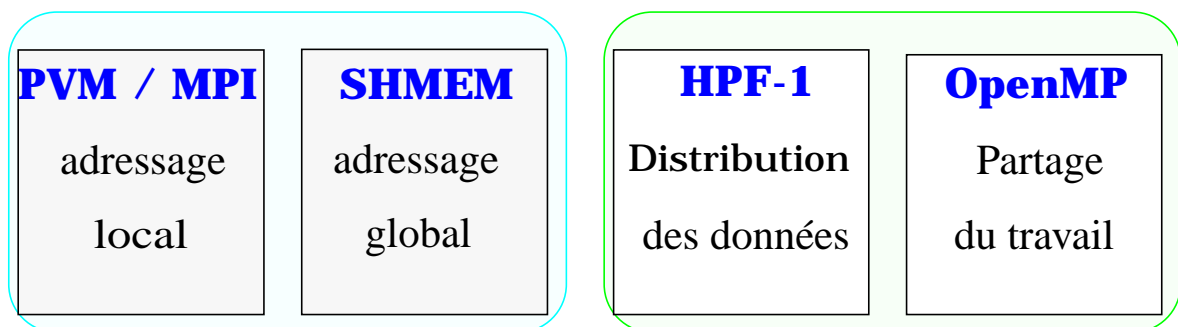 PVM / MPI
adressage
local
SHMEM
adressage
global
HPF-1
Distribution
des données
OpenMP
Partage
du travail